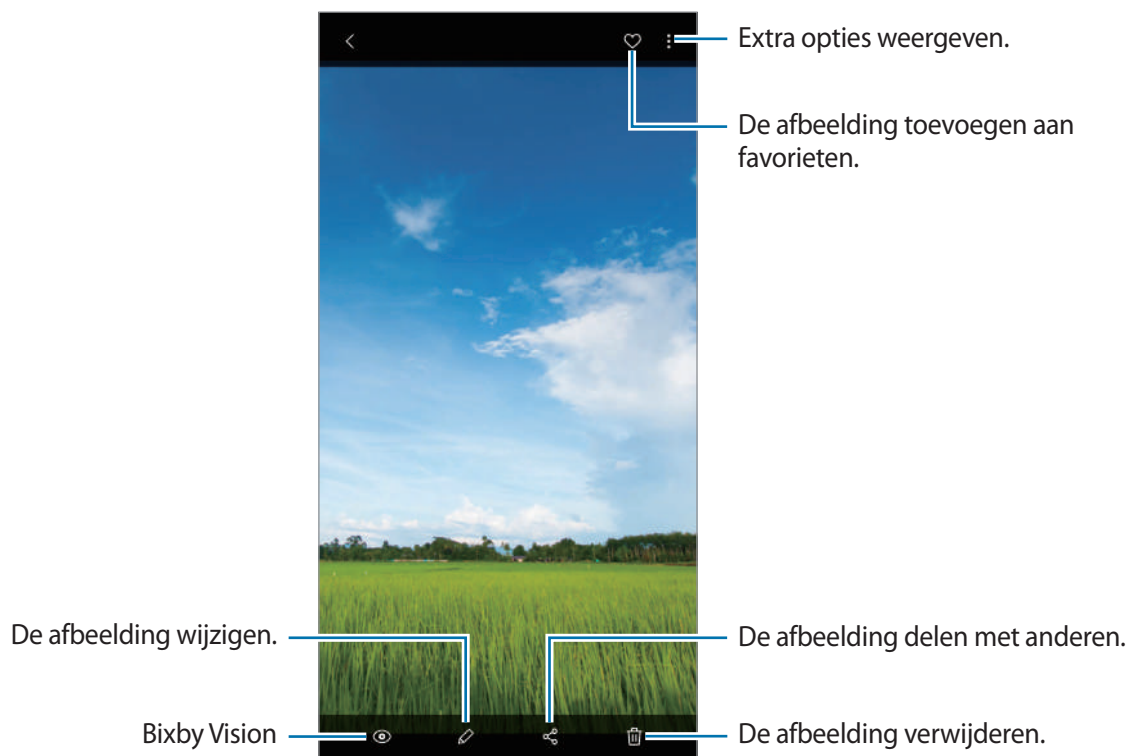 Extra opties weergeven.
De afbeelding toevoegen aan
favorieten.
De afbeelding wijzigen.
De afbeelding delen met anderen.
Bixby Vision
De afbeelding verwijderen.